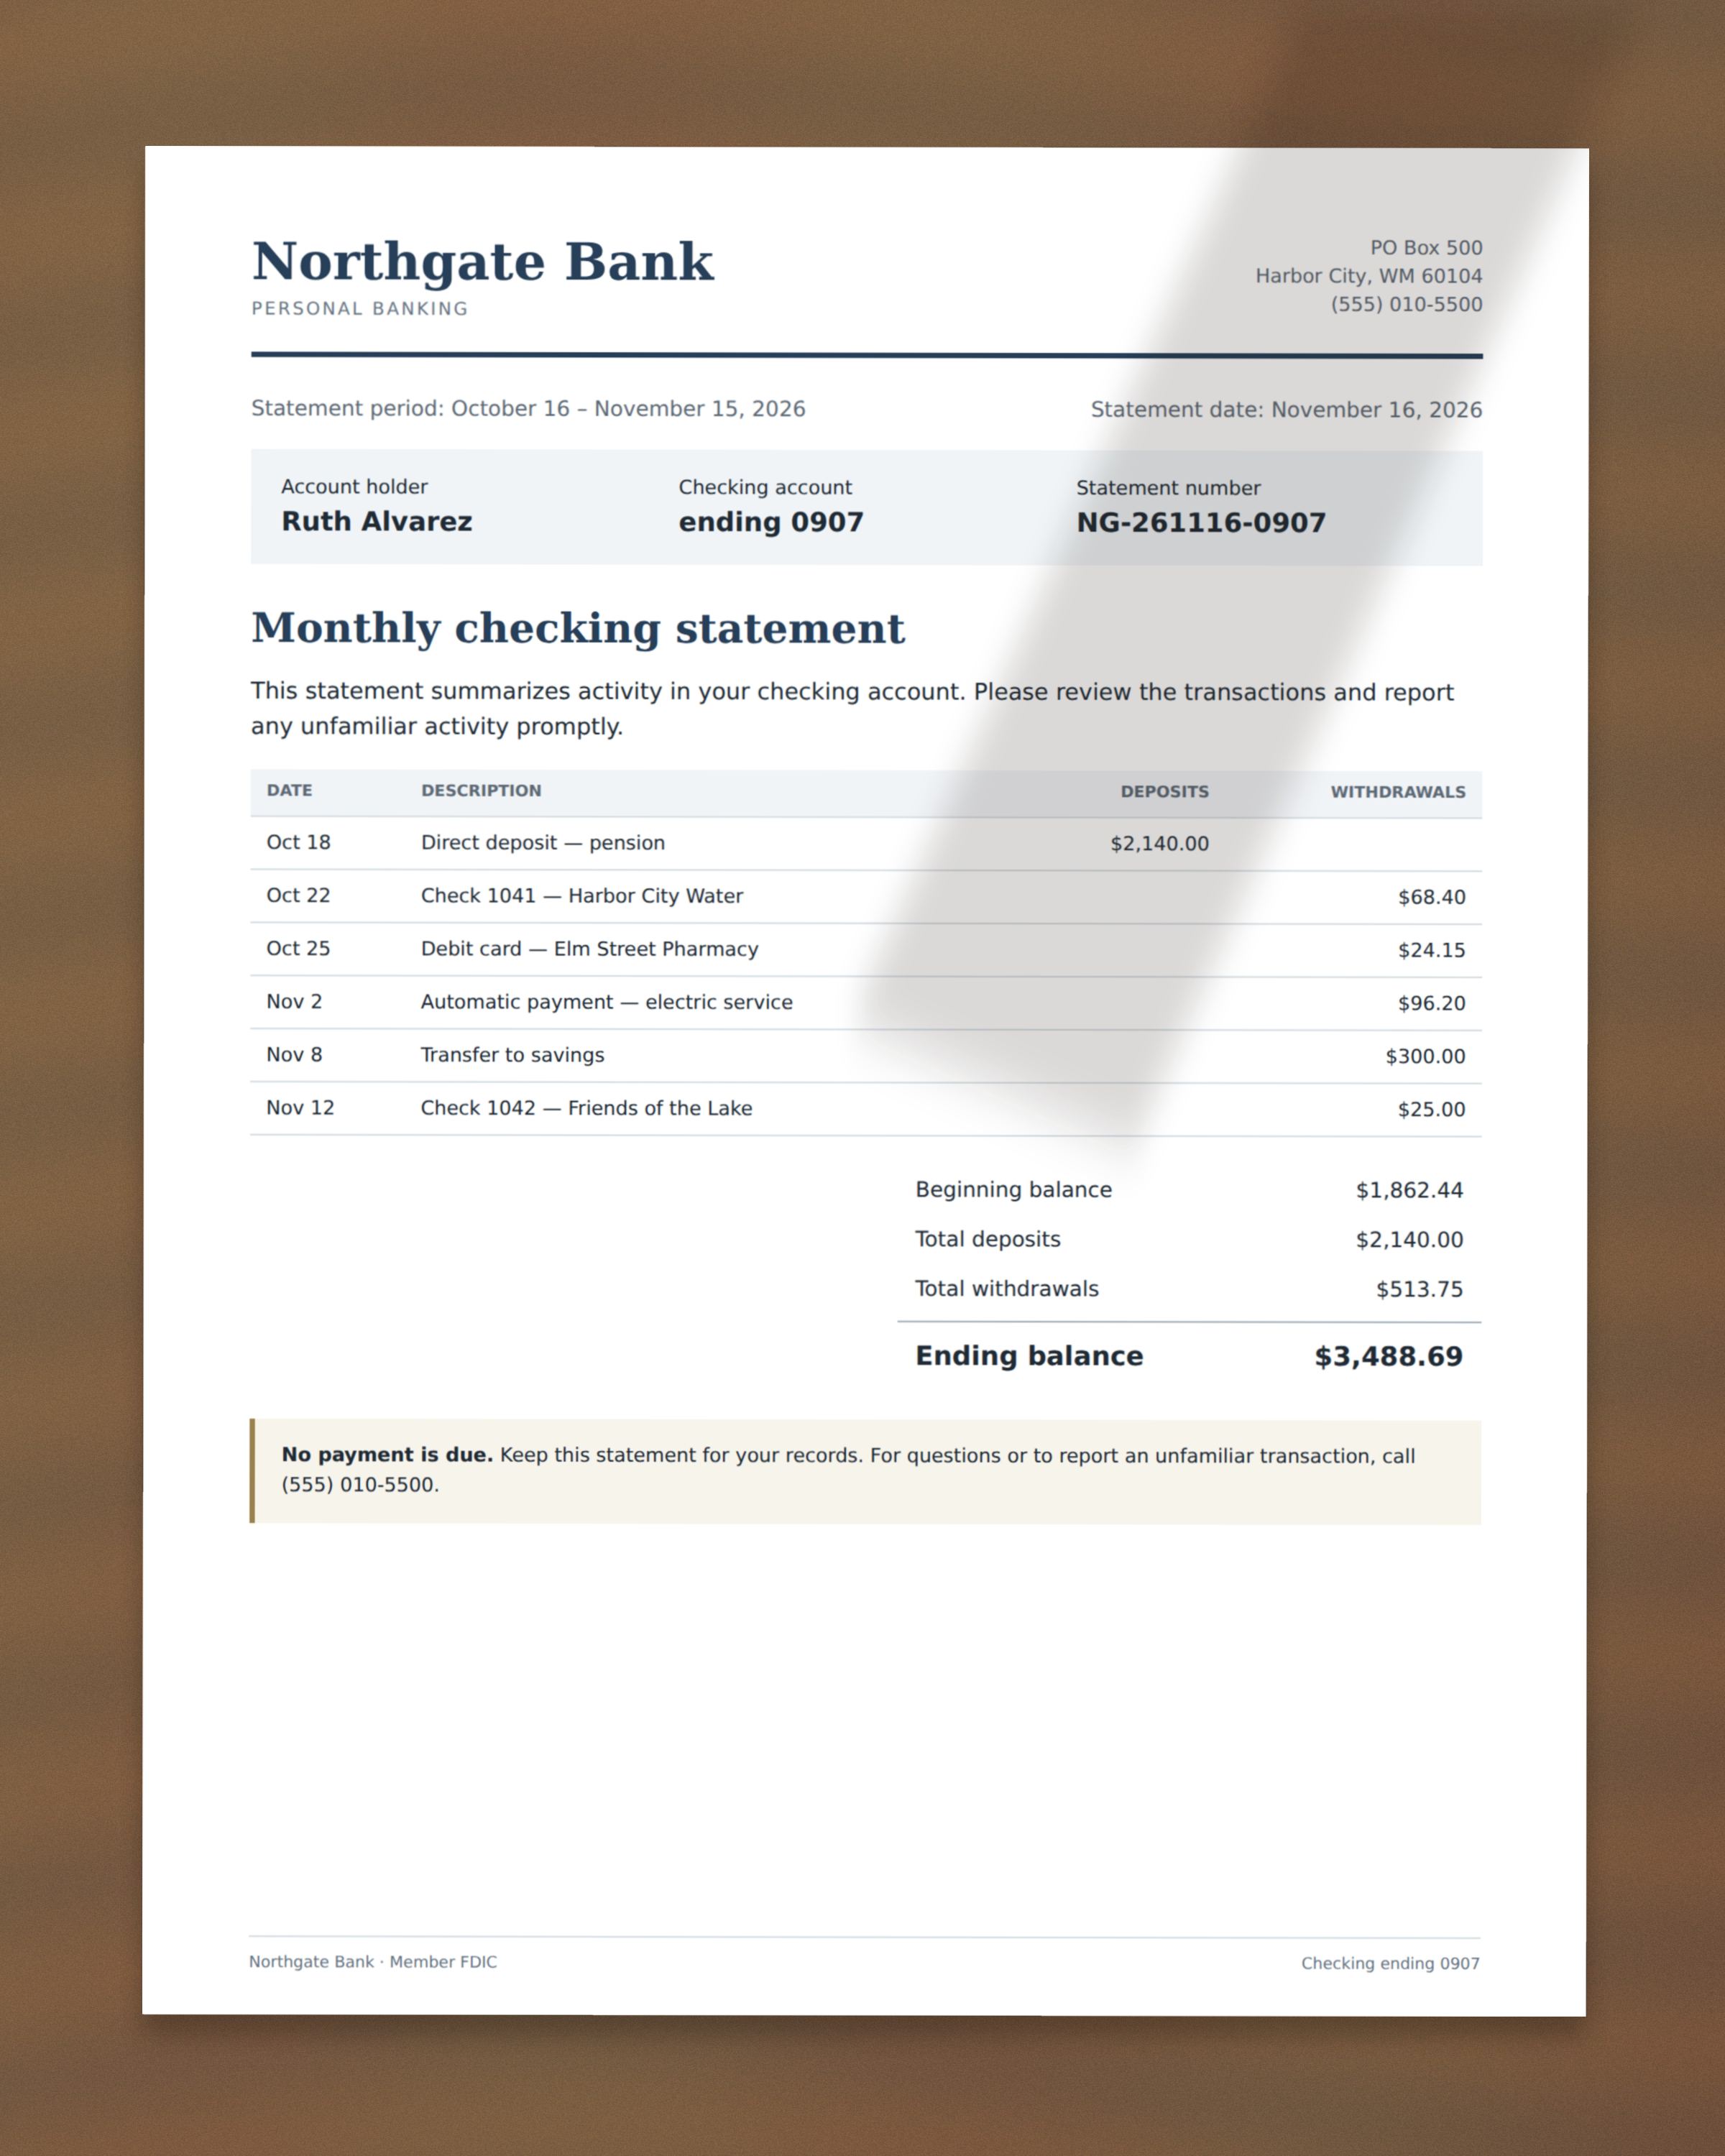 Northgate Bank
PERSONAL BANKING
PO Box 500
Harbor City, WM 60104
(555) 010-5500
Statement period: October 16 – November 15, 2026 Statement date: November 16, 2026
Account holder Checking account Statement number
Ruth Alvarez ending 0907 NG-261116-0907
Monthly checking statement
This statement summarizes activity in your checking account. Please review the transactions and report
any unfamiliar activity promptly.
DATE DESCRIPTION DEPOSITS WITHDRAWALS
Oct 18 Direct deposit — pension $2,140.00
Oct 22 Check 1041 — Harbor City Water $68.40
Oct 25 Debit card — Elm Street Pharmacy $24.15
Nov 2 Automatic payment — electric service $96.20
Nov 8 Transfer to savings $300.00
Nov 12 Check 1042 — Friends of the Lake $25.00
Beginning balance $1,862.44
Total deposits $2,140.00
Total withdrawals $513.75
Ending balance $3,488.69
No payment is due. Keep this statement for your records. For questions or to report an unfamiliar transaction, call
(555) 010-5500.
Northgate Bank · Member FDIC Checking ending 0907